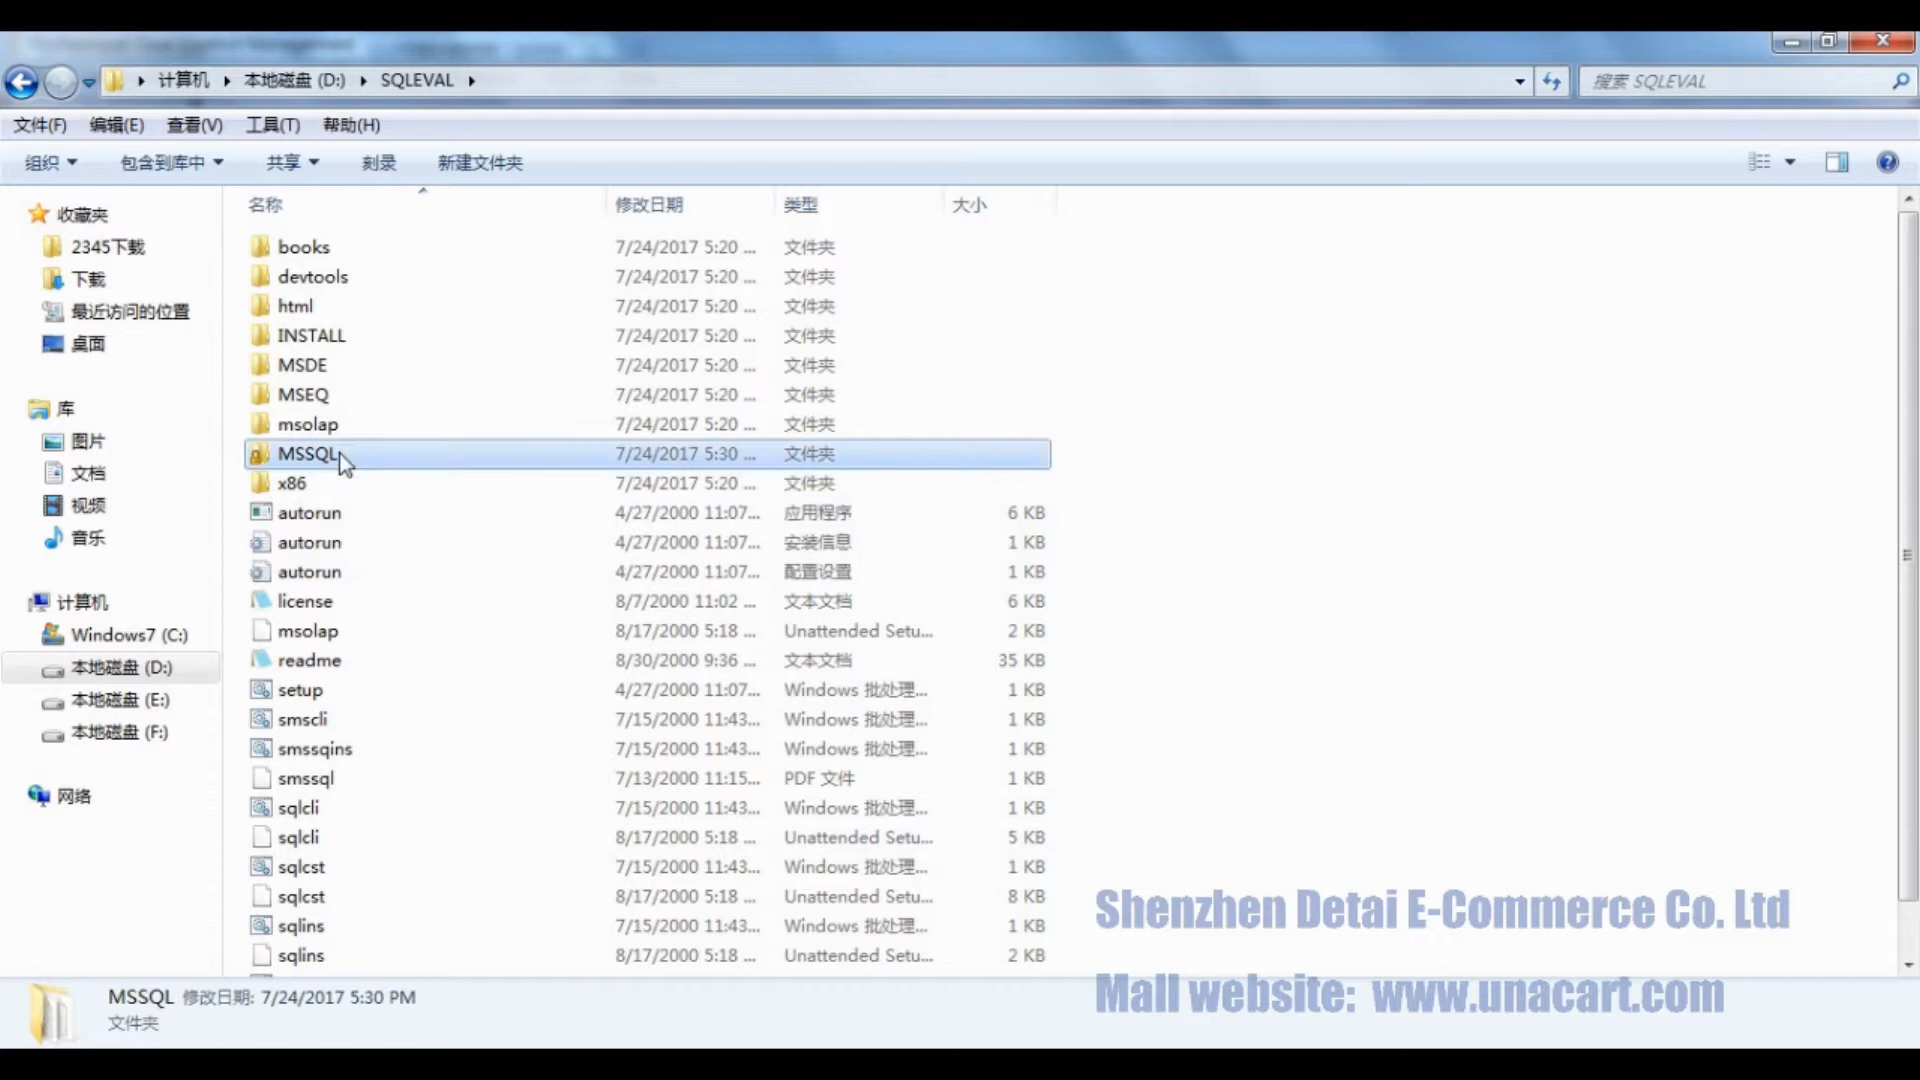 计算机 本地磁盘 (D:) SQLEVAL
搜索 SQLEVAL
文件(F) 编辑(E) 查看(V) 工具(T) 帮助(H)
组织 包含到库中 共享 刻录 新建文件夹
收藏夹
2345下载
下载
最近访问的位置
桌面
库
图片
文档
视频
音乐
计算机
Windows7 (C:)
本地磁盘 (D:)
本地磁盘 (E:)
本地磁盘 (F:)
网络
名称 修改日期 类型 大小
books 7/24/2017 5:20 ... 文件夹
devtools 7/24/2017 5:20 ... 文件夹
html 7/24/2017 5:20 ... 文件夹
INSTALL 7/24/2017 5:20 ... 文件夹
MSDE 7/24/2017 5:20 ... 文件夹
MSEQ 7/24/2017 5:20 ... 文件夹
msolap 7/24/2017 5:20 ... 文件夹
MSSQL 7/24/2017 5:30 ... 文件夹
x86 7/24/2017 5:20 ... 文件夹
autorun 4/27/2000 11:07... 应用程序 6 KB
autorun 4/27/2000 11:07... 安装信息 1 KB
autorun 4/27/2000 11:07... 配置设置 1 KB
license 8/7/2000 11:02 ... 文本文档 6 KB
msolap 8/17/2000 5:18 ... Unattended Setu... 2 KB
readme 8/30/2000 9:36 ... 文本文档 35 KB
setup 4/27/2000 11:07... Windows 批处理... 1 KB
smscli 7/15/2000 11:43... Windows 批处理... 1 KB
smssqins 7/15/2000 11:43... Windows 批处理... 1 KB
smssql 7/13/2000 11:15... PDF 文件 1 KB
sqlcli 7/15/2000 11:43... Windows 批处理... 1 KB
sqlcli 8/17/2000 5:18 ... Unattended Setu... 5 KB
sqlcst 7/15/2000 11:43... Windows 批处理... 1 KB
sqlcst 8/17/2000 5:18 ... Unattended Setu... 8 KB
sqlins 7/15/2000 11:43... Windows 批处理... 1 KB
sqlins 8/17/2000 5:18 ... Unattended Setu... 2 KB
Shenzhen Detai E-Commerce Co. Ltd
Mall website: www.unacart.com
MSSQL 修改日期: 7/24/2017 5:30 PM
文件夹